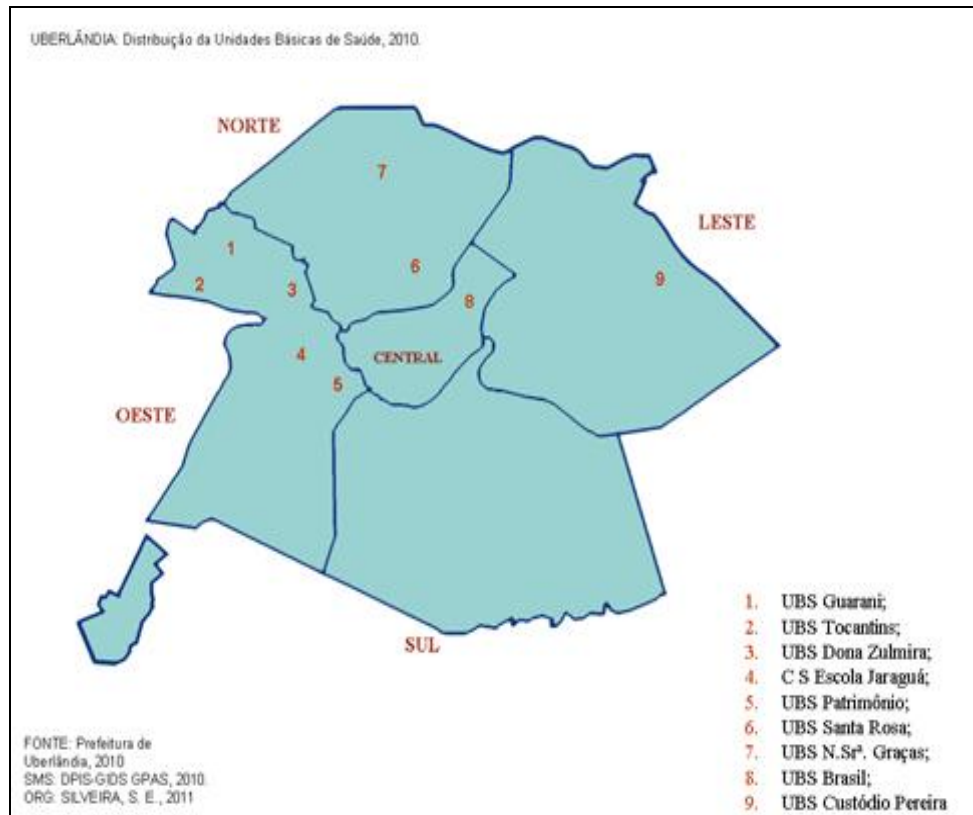 UBERLÂNDIA: Distribuição da Unidades Básicas de Saúde, 2010.
NORTE
7
LESTE
1
6
2
3
9
8
4
CENTRAL
5
OESTE
SUL
1. UBS Guarani;
2. UBS Tocantins;
3. UBS Dona Zulmira;
4. C S Escola Jaraguá;
5. UBS Patrimônio;
6. UBS Santa Rosa;
7. UBS N.Srª. Graças;
8. UBS Brasil;
9. UBS Custódio Pereira
FONTE: Prefeitura de
Uberlândia, 2010
SMS: DPIS-GIDS GPAS, 2010.
ORG: SILVEIRA, S. E., 2011